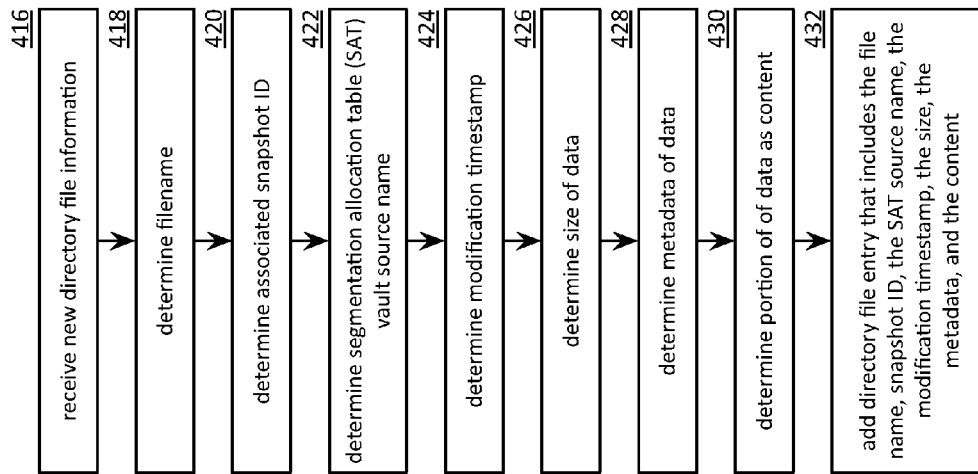 416
receive new directory file information
418
determine filename
420
determine associated snapshot ID
422
determine segmentation allocation table (SAT)
vault source name
424
determine modification timestamp
426
determine size of data
428
determine metadata of data
430
determine portion of of data as content
432
add directory file entry that includes the file
name, snapshot ID, the SAT source name, the
modification timestamp, the size, the
metadata, and the content